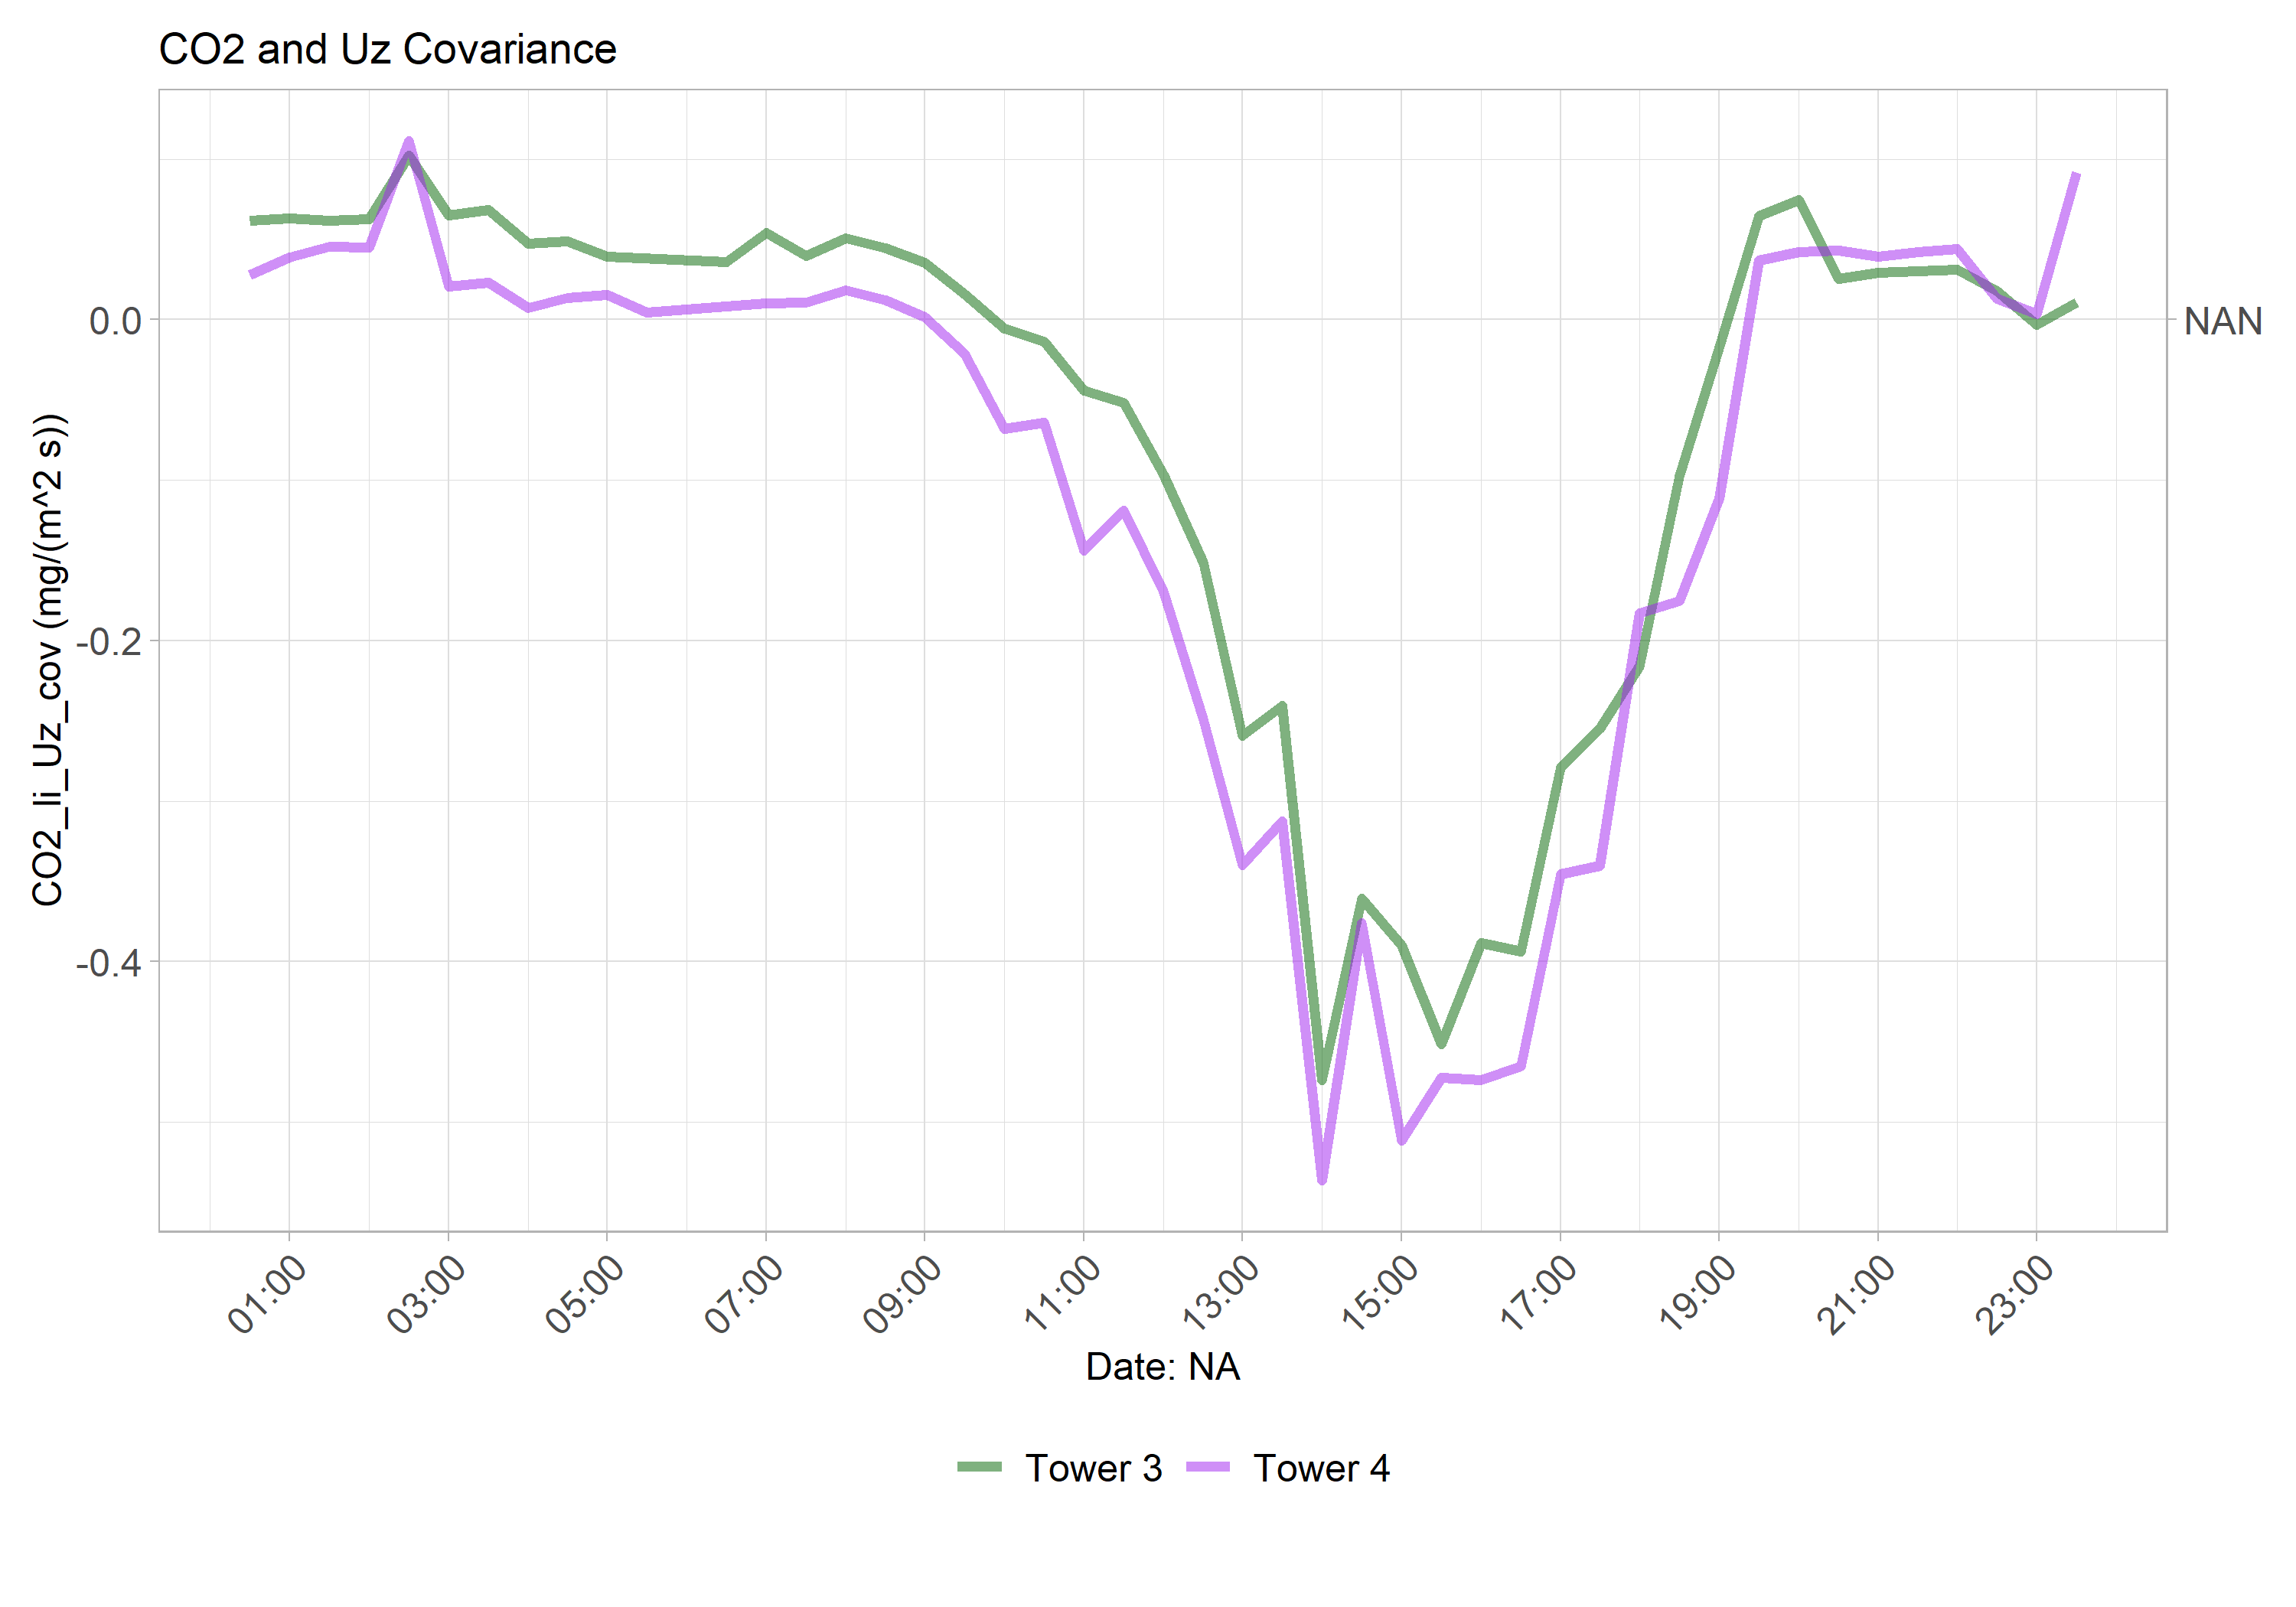 CO2 and Uz Covariance
CO2_li_Uz_cov (mg/(m^2 s))
0.0
-0.2
-0.4
NAN
01:00
03:00
05:00
07:00
09:00
11:00
13:00
15:00
17:00
19:00
21:00
23:00
Date: NA
Tower 3
Tower 4